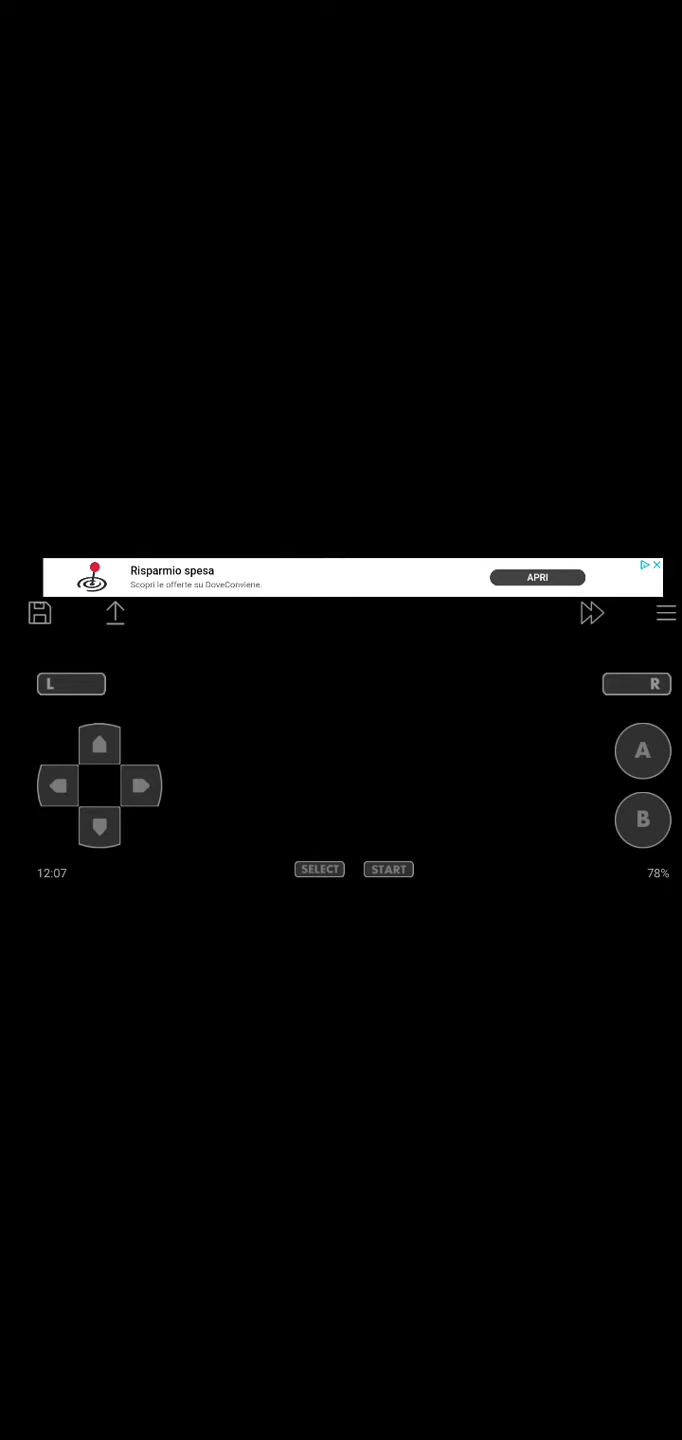 Risparmio spesa
Scopri le offerte su DoveConviene.
APRI
L
R
A
B
12:07
SELECT
START
78%